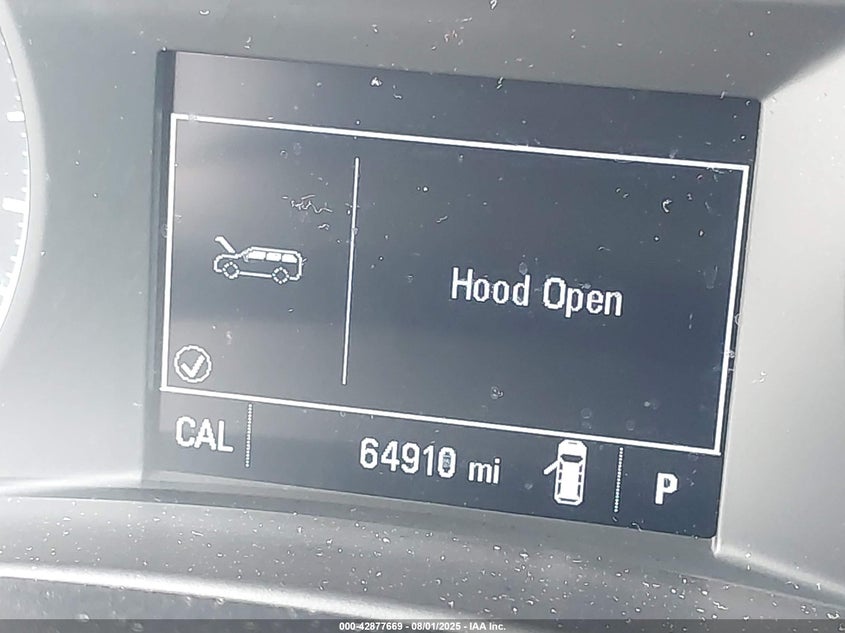 Hood Open
CAL
64910 mi
P
000-42877669 - 08/01/2025 - IAA Inc.